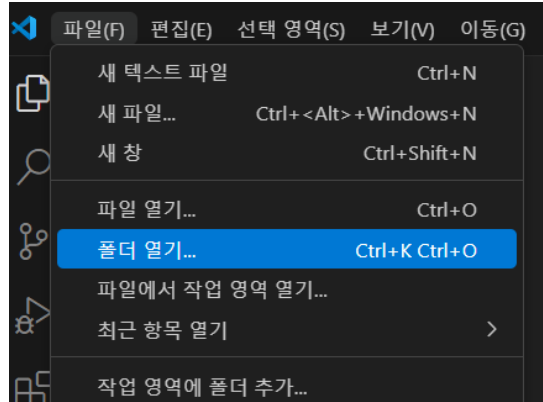 파일(F) 편집(E) 선택 영역(S) 보기(V) 이동(G)
새 텍스트 파일 Ctrl+N
새 파일... Ctrl+<Alt>+Windows+N
새 창 Ctrl+Shift+N
파일 열기... Ctrl+O
폴더 열기... Ctrl+K Ctrl+O
파일에서 작업 영역 열기...
최근 항목 열기
작업 영역에 폴더 추가...